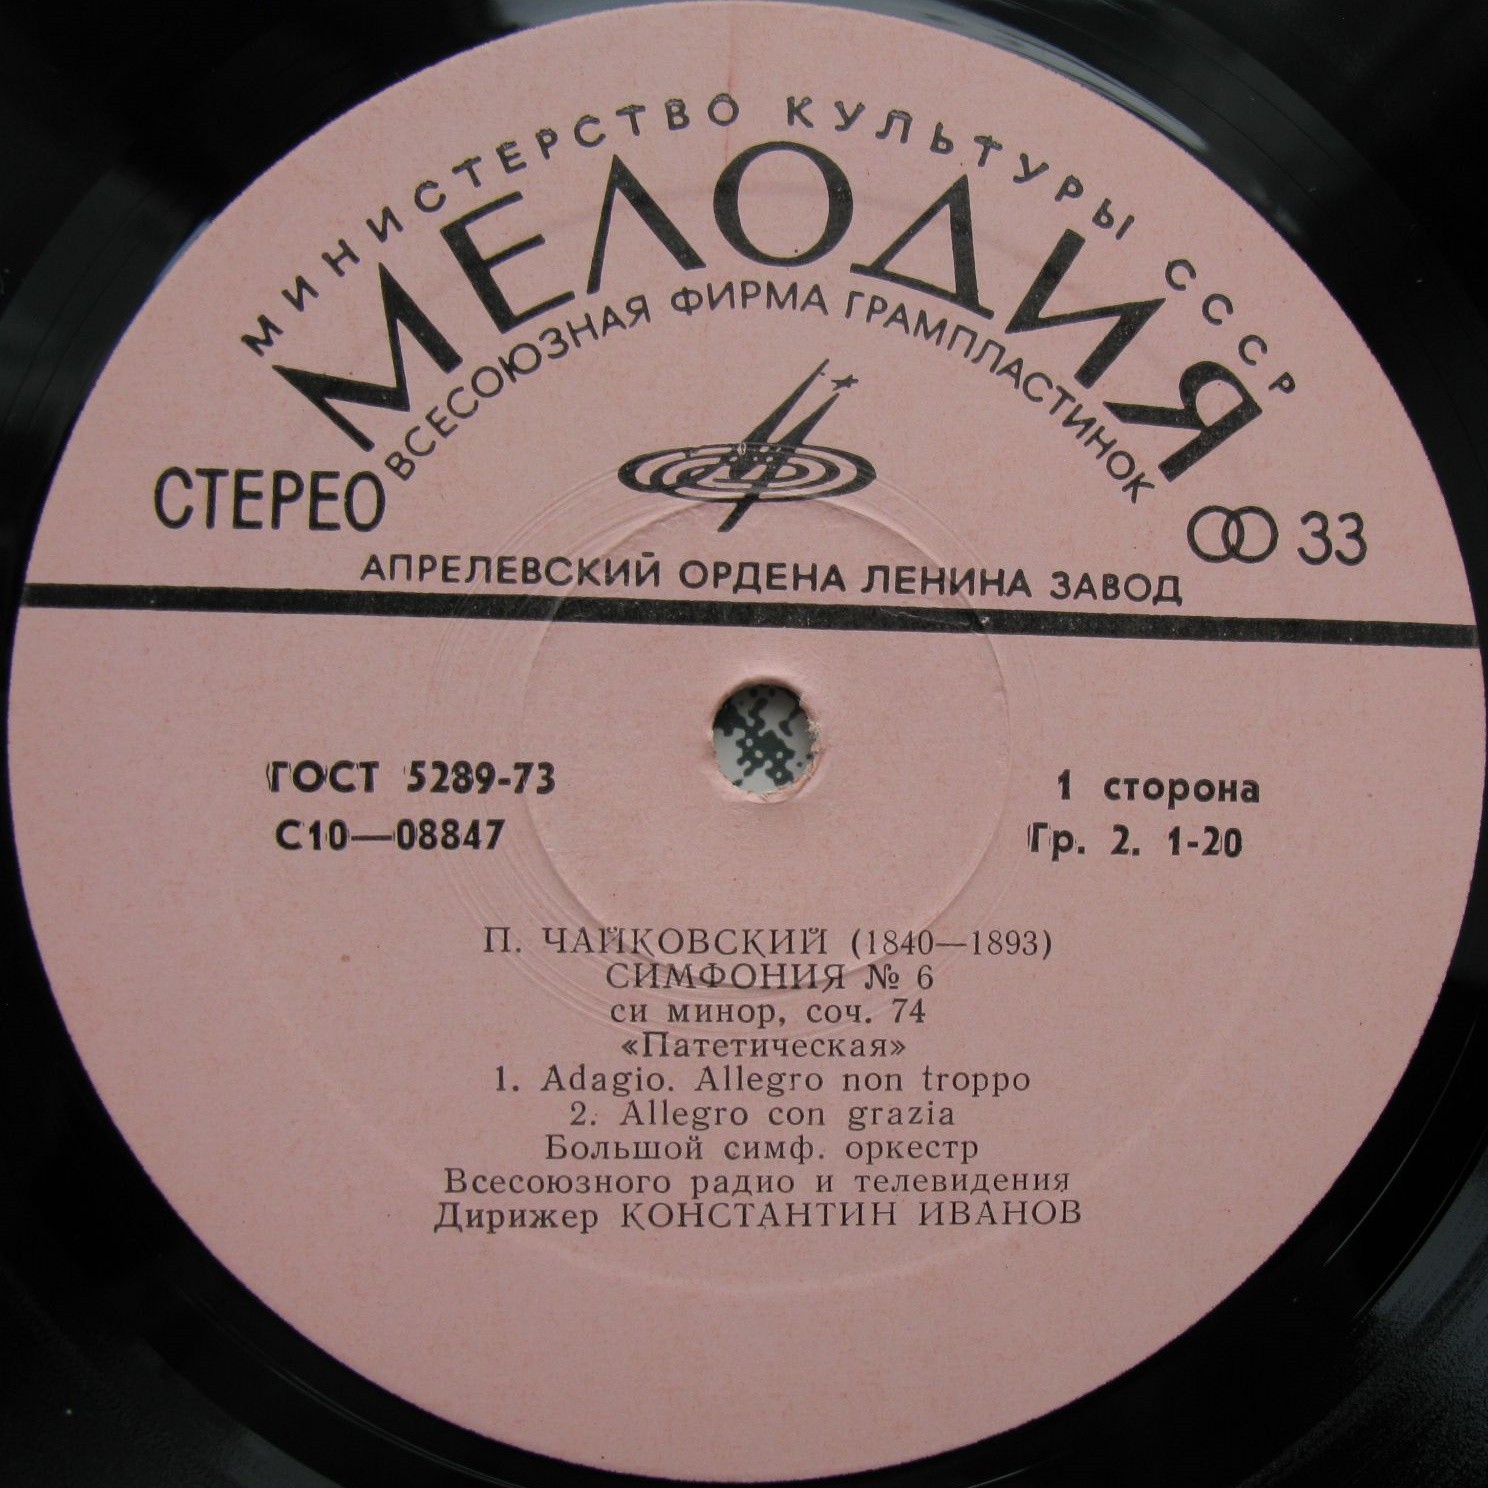 МИНИСТЕРСТВО КУЛЬТУРЫ СССР
МЕЛОДИЯ
ВСЕСОЮЗНАЯ ФИРМА ГРАМПЛАСТИНОК
СТЕРЕО
33
АПРЕЛЕВСКИЙ ОРДЕНА ЛЕНИНА ЗАВОД
ГОСТ 5289-73
1 сторона
С10—08847
Гр. 2. 1-20
П. ЧАЙКОВСКИЙ (1840—1893)
СИМФОНИЯ № 6
си минор, соч. 74
«Патетическая»
1. Adagio. Allegro non troppo
2. Allegro con grazia
Большой симф. оркестр
Всесоюзного радио и телевидения
Дирижер КОНСТАНТИН ИВАНОВ